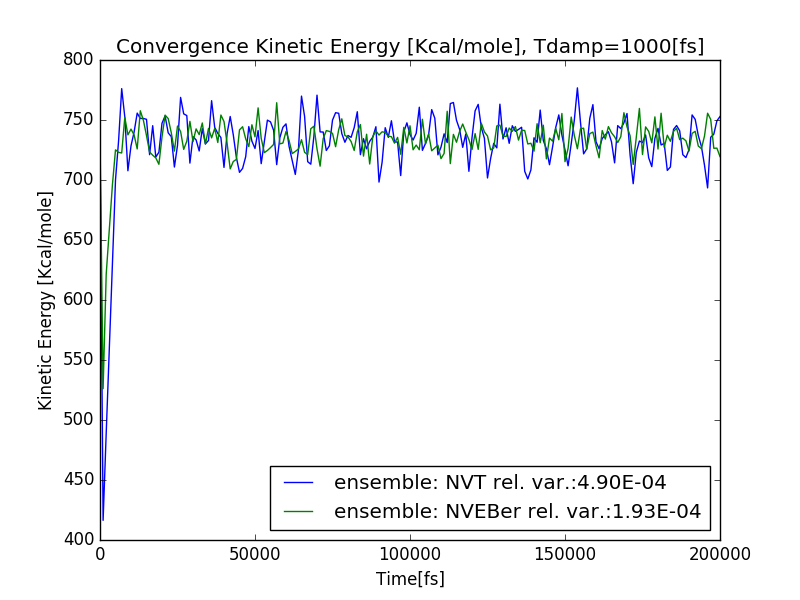 Convergence Kinetic Energy [Kcal/mole], Tdamp=1000[fs]
800
750
700
650
600
550
500
450
400
Kinetic Energy [Kcal/mole]
ensemble: NVT rel. var.:4.90E-04
ensemble: NVEBer rel. var.:1.93E-04
0 50000 100000 150000 200000
Time[fs]